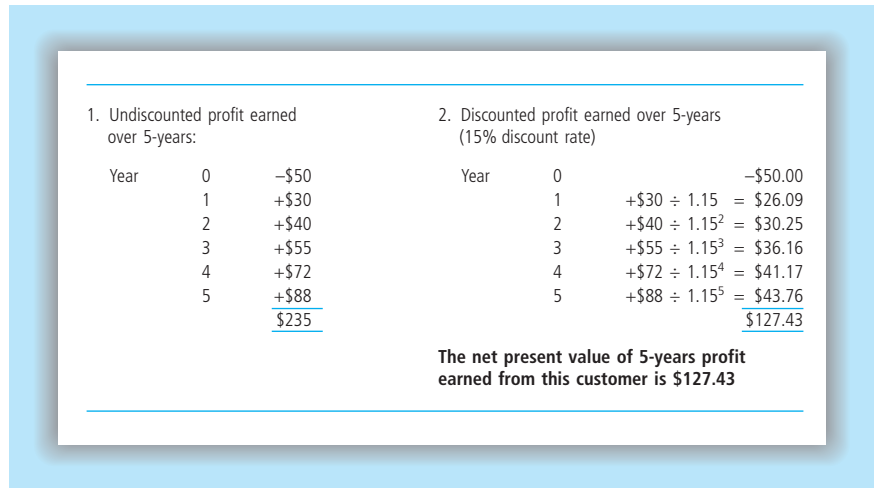 1. Undiscounted profit earned
over 5-years:
Year 0 –$50
1 +$30
2 +$40
3 +$55
4 +$72
5 +$88
$235
2. Discounted profit earned over 5-years
(15% discount rate)
Year 0 –$50.00
1 +$30 ÷ 1.15 = $26.09
2 +$40 ÷ 1.15² = $30.25
3 +$55 ÷ 1.15³ = $36.16
4 +$72 ÷ 1.15⁴ = $41.17
5 +$88 ÷ 1.15⁵ = $43.76
$127.43
The net present value of 5-years profit
earned from this customer is $127.43